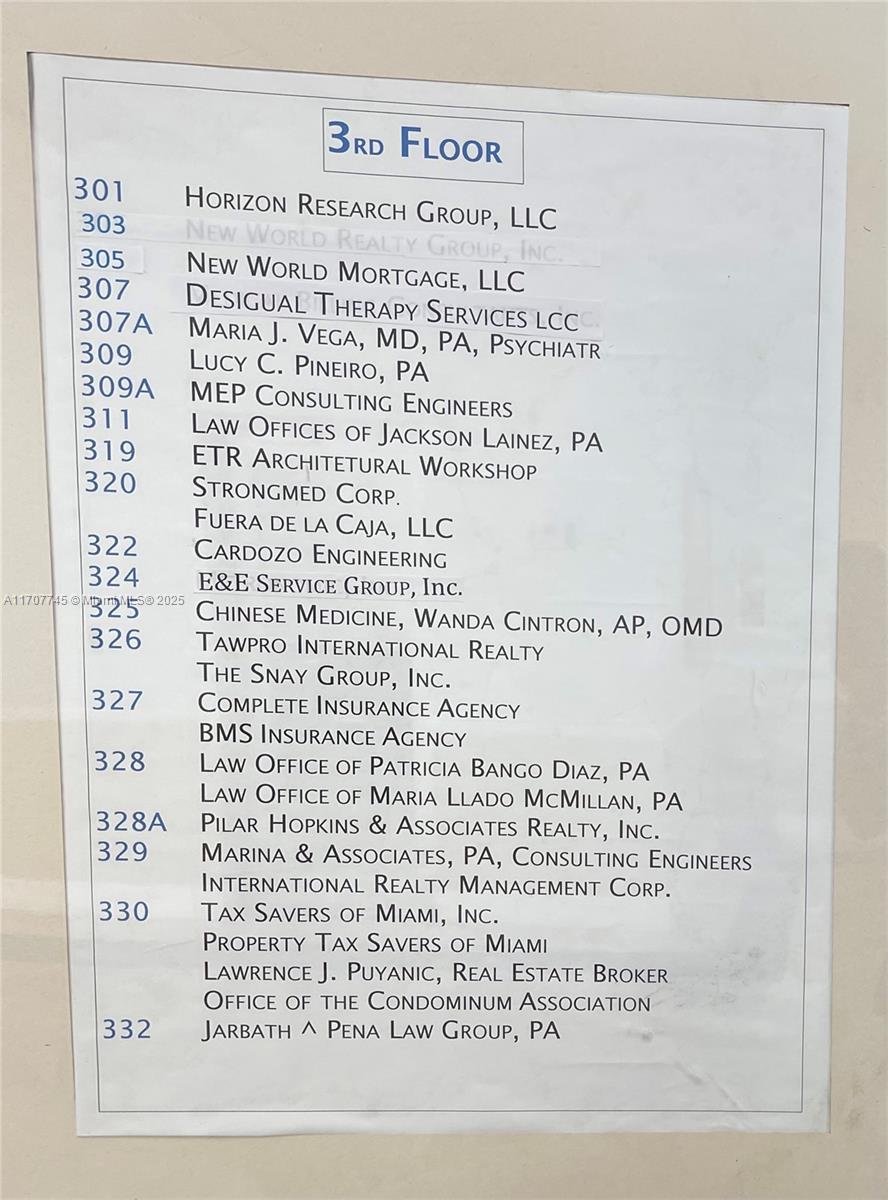 3RD FLOOR
301 HORIZON RESEARCH GROUP, LLC
303 NEW WORLD REALTY GROUP, INC.
305 NEW WORLD MORTGAGE, LLC
307 DESIGUAL THERAPY SERVICES LCC
307A MARIA J. VEGA, MD, PA, PSYCHIATR
309 LUCY C. PINEIRO, PA
309A MEP CONSULTING ENGINEERS
311 LAW OFFICES OF JACKSON LAINEZ, PA
319 ETR ARCHITETURAL WORKSHOP
320 STRONGMED CORP.
FUERA DE LA CAJA, LLC
322 CARDOZO ENGINEERING
324 E&E SERVICE GROUP, Inc.
A11707745 © Miami MLS® 2025
325 CHINESE MEDICINE, WANDA CINTRON, AP, OMD
326 TAWPRO INTERNATIONAL REALTY
THE SNAY GROUP, INC.
327 COMPLETE INSURANCE AGENCY
BMS INSURANCE AGENCY
328 LAW OFFICE OF PATRICIA BANGO DIAZ, PA
LAW OFFICE OF MARIA LLADO MCMILLAN, PA
328A PILAR HOPKINS & ASSOCIATES REALTY, INC.
329 MARINA & ASSOCIATES, PA, CONSULTING ENGINEERS
INTERNATIONAL REALTY MANAGEMENT CORP.
330 TAX SAVERS OF MIAMI, INC.
PROPERTY TAX SAVERS OF MIAMI
LAWRENCE J. PUYANIC, REAL ESTATE BROKER
OFFICE OF THE CONDOMINUM ASSOCIATION
332 JARBATH ^ PENA LAW GROUP, PA